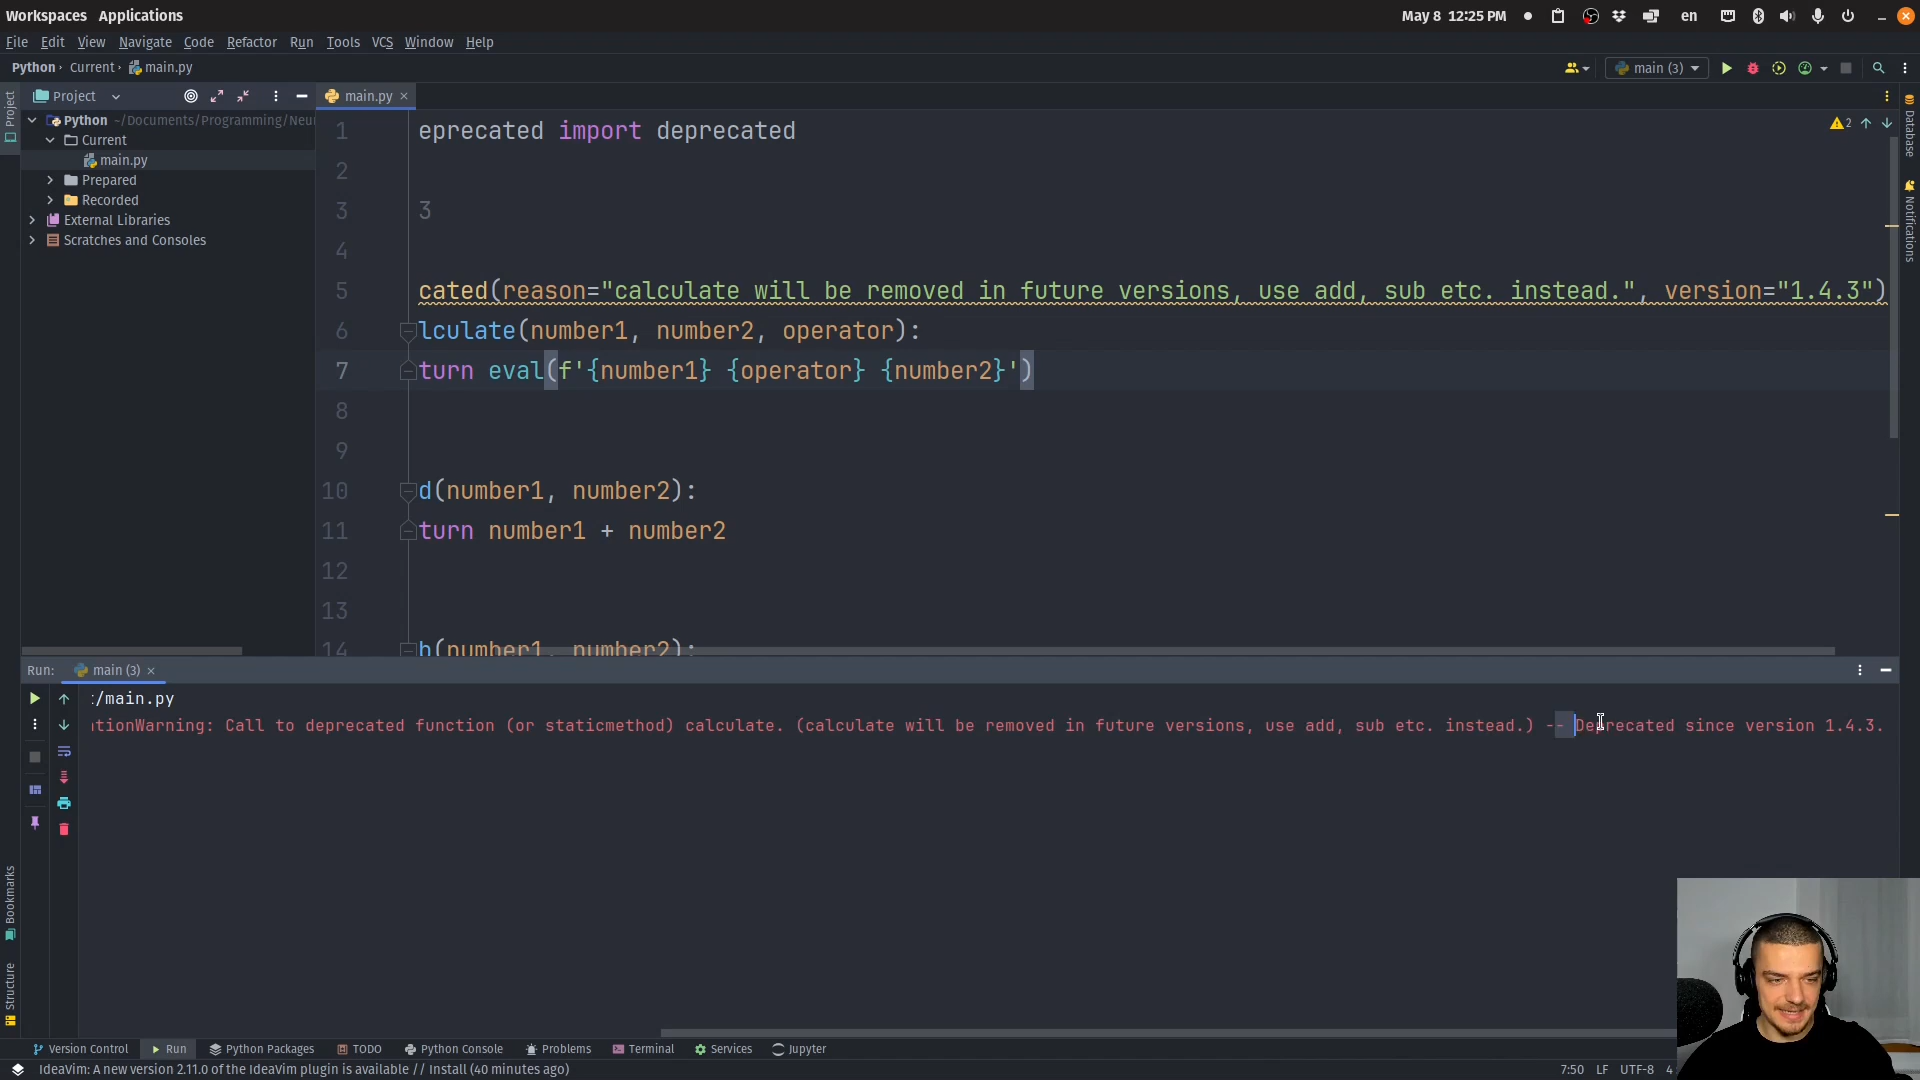 Workspaces Applications
May 8 12:25 PM
en
File Edit View Navigate Code Refactor Run Tools VCS Window Help
Python Current main.py
main (3)
Project
main.py
Python ~/Documents/Programming/Neu
Current
main.py
Prepared
Recorded
External Libraries
Scratches and Consoles
2
1 eprecated import deprecated
2
3 3
4
5 cated(reason="calculate will be removed in future versions, use add, sub etc. instead.", version="1.4.3")
6 lculate(number1, number2, operator):
7 turn eval(f'{number1} {operator} {number2}')
8
9
10 d(number1, number2):
11 turn number1 + number2
12
13
14 b(number1, number2):
Project
Database
Notifications
Run: main (3)
t/main.py
ationWarning: Call to deprecated function (or staticmethod) calculate. (calculate will be removed in future versions, use add, sub etc. instead.) -- Deprecated since version 1.4.3.
Bookmarks
Structure
Version Control Run Python Packages TODO Python Console Problems Terminal Services Jupyter
IdeaVim: A new version 2.11.0 of the IdeaVim plugin is available // Install (40 minutes ago)
7:50 LF UTF-8 4